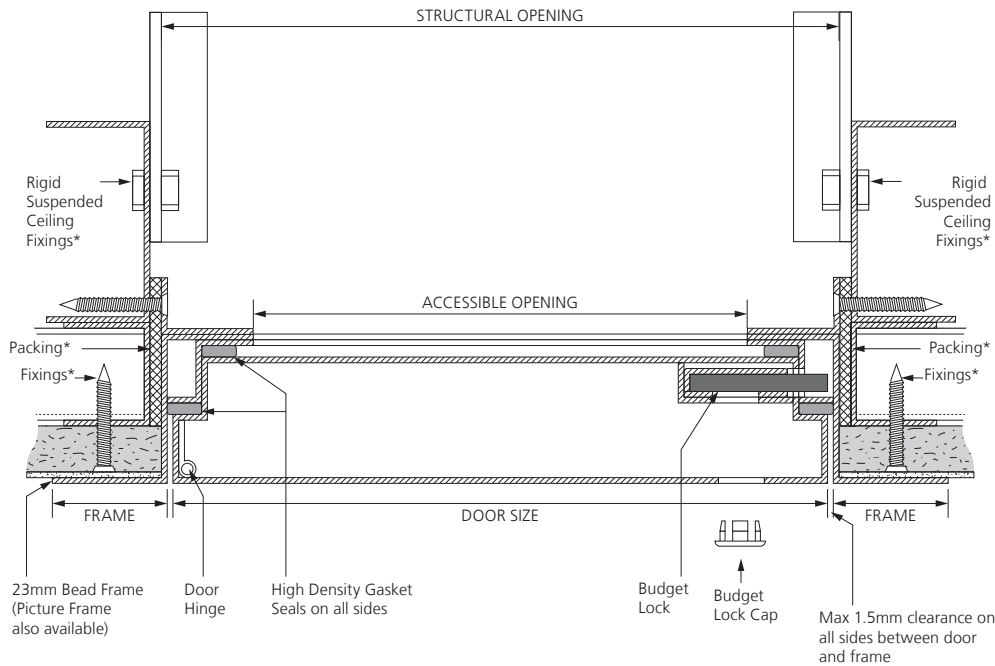 STRUCTURAL OPENING
Rigid
Suspended
Ceiling
Fixings*
Rigid
Suspended
Ceiling
Fixings*
ACCESSIBLE OPENING
Packing*
Packing*
Fixings*
Fixings*
FRAME
DOOR SIZE
FRAME
23mm Bead Frame
(Picture Frame
also available)
Door
Hinge
High Density Gasket
Seals on all sides
Budget
Lock
Budget
Lock Cap
Max 1.5mm clearance on
all sides between door
and frame